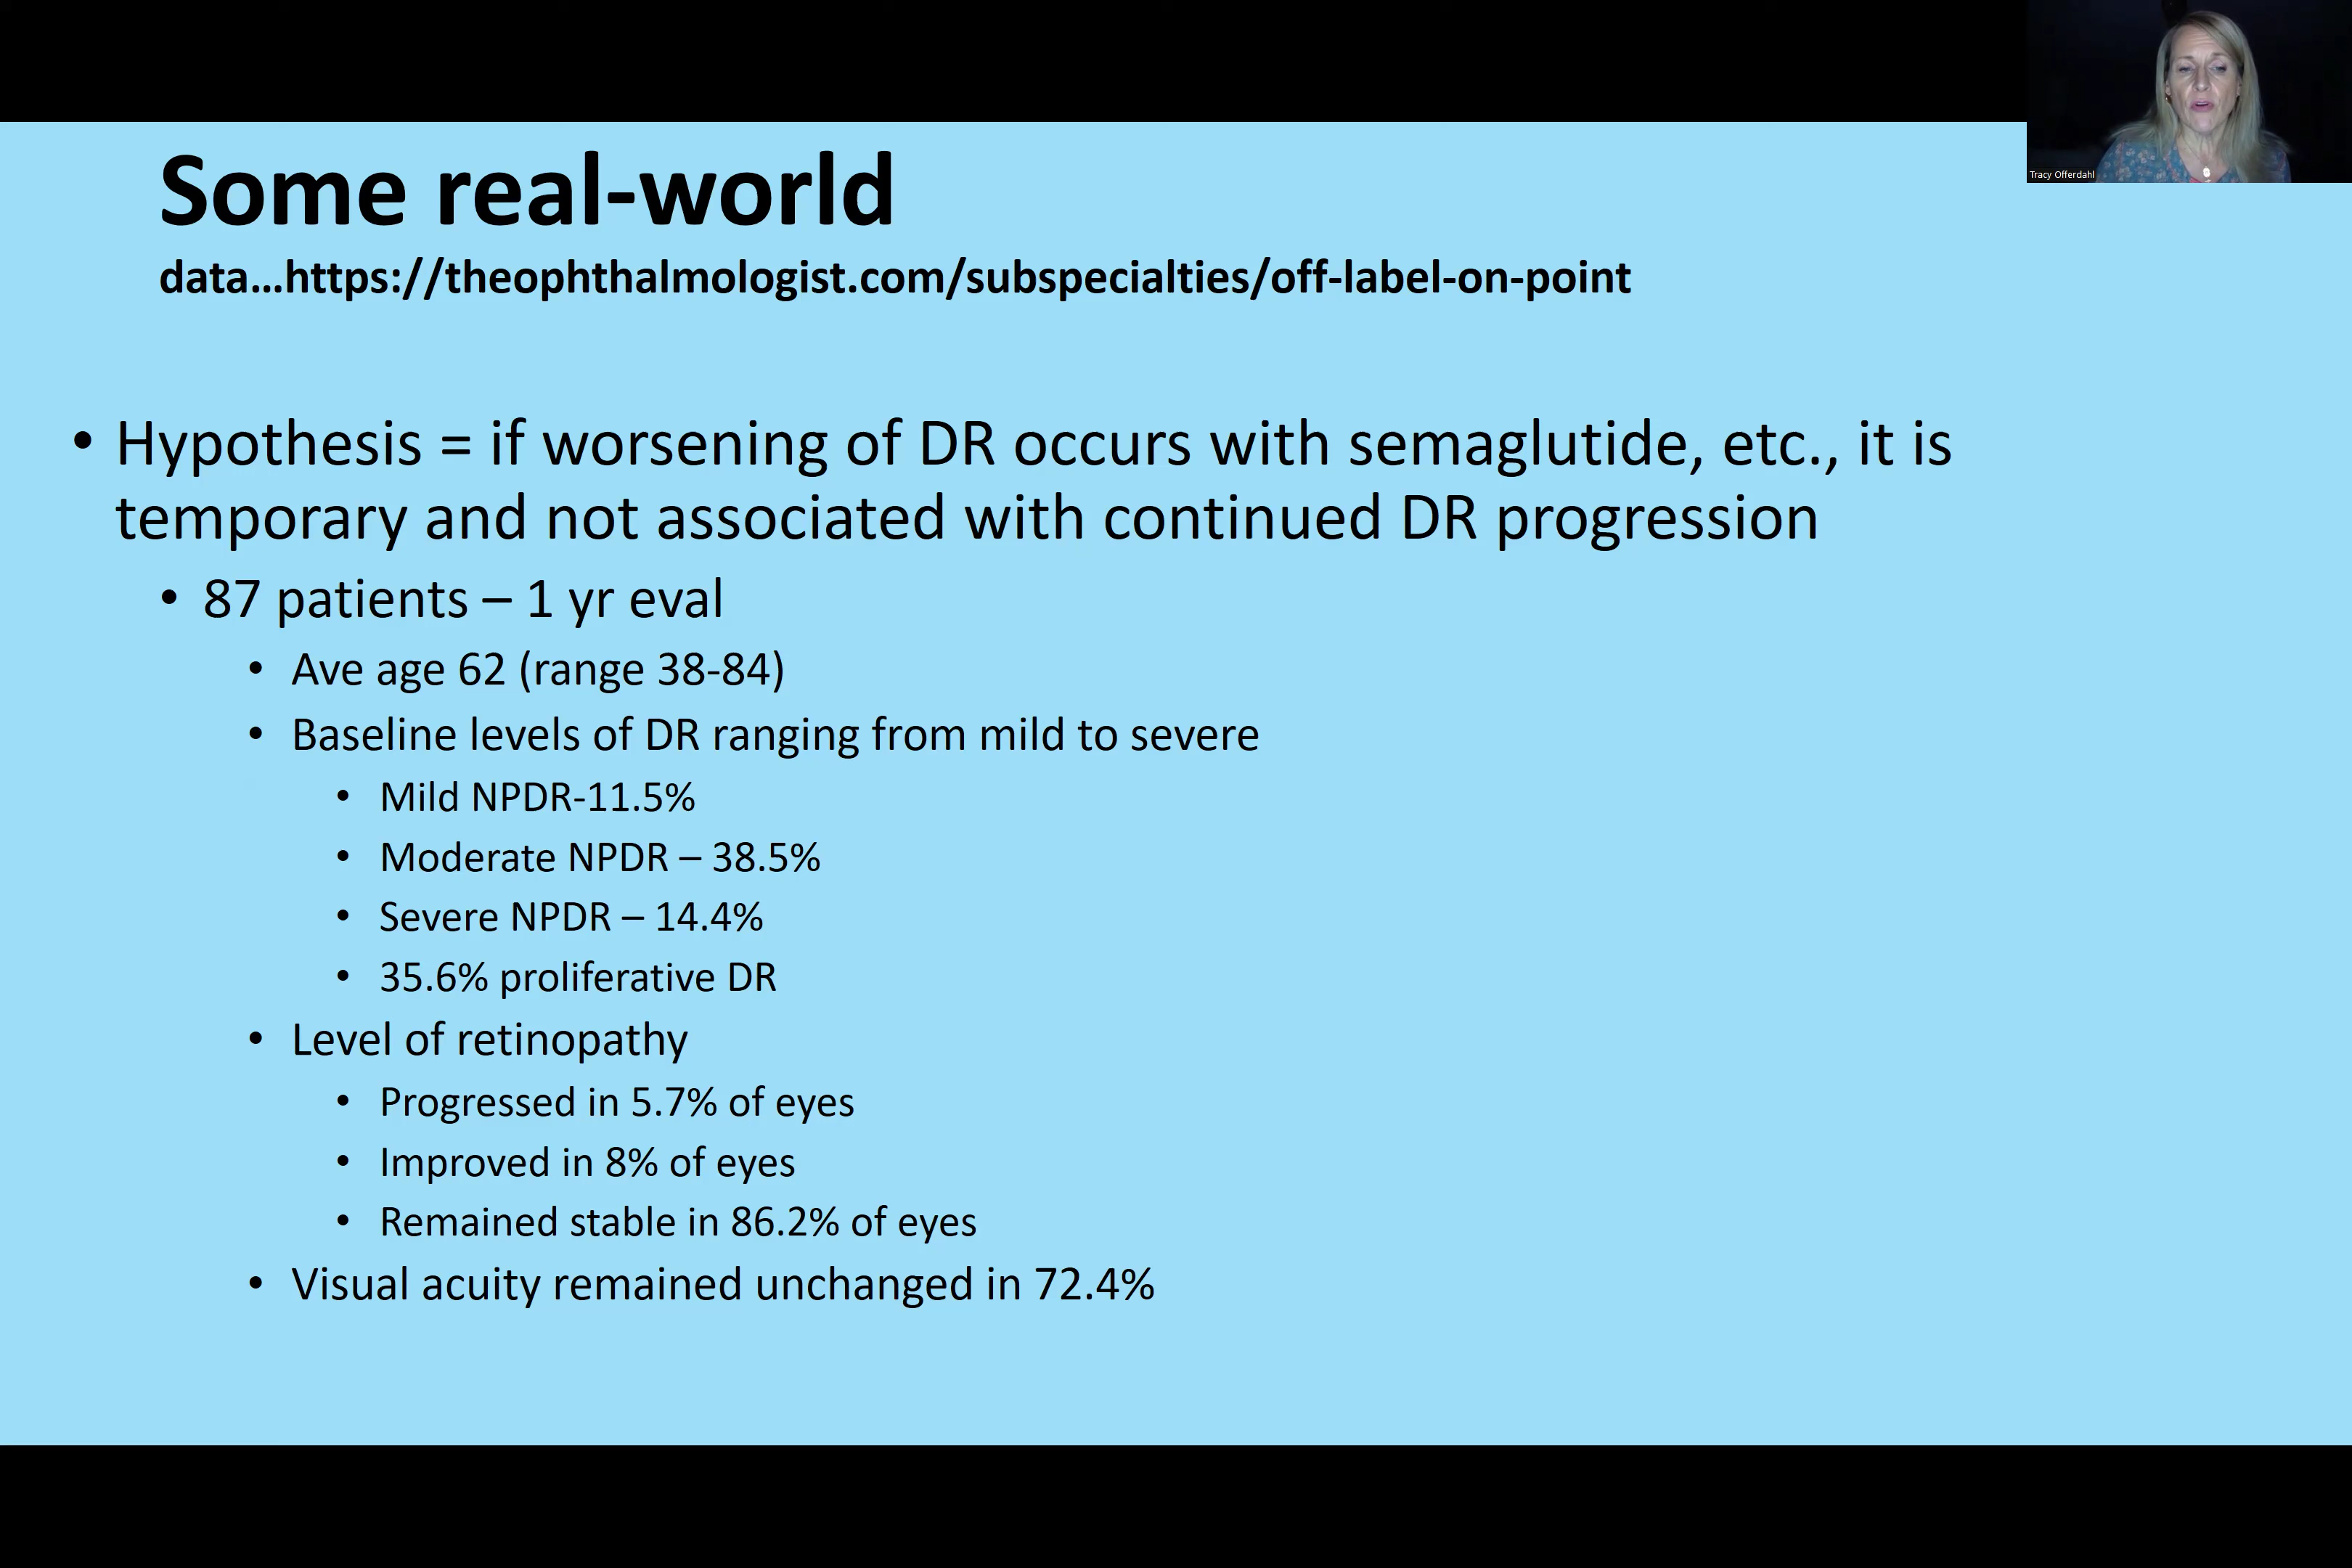 Some real-world
data...https://theophthalmologist.com/subspecialties/off-label-on-point
• Hypothesis = if worsening of DR occurs with semaglutide, etc., it is
temporary and not associated with continued DR progression
• 87 patients – 1 yr eval
• Ave age 62 (range 38-84)
• Baseline levels of DR ranging from mild to severe
• Mild NPDR-11.5%
• Moderate NPDR – 38.5%
• Severe NPDR – 14.4%
• 35.6% proliferative DR
• Level of retinopathy
• Progressed in 5.7% of eyes
• Improved in 8% of eyes
• Remained stable in 86.2% of eyes
• Visual acuity remained unchanged in 72.4%
Tracy Offerdahl